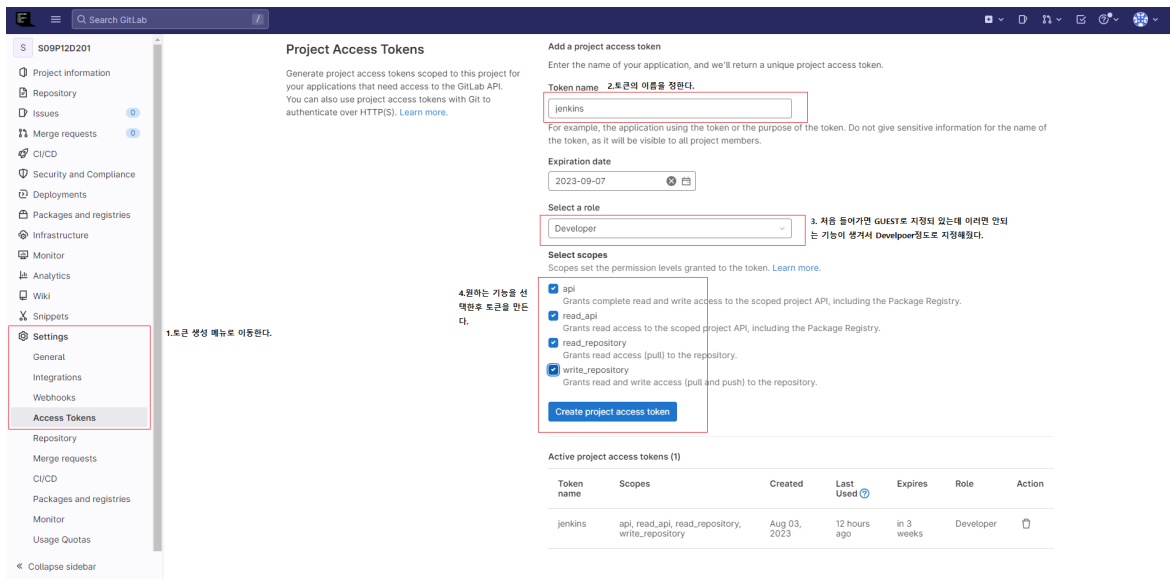 Search GitLab
/
S S09P12D201
Project information
Repository
Issues 0
Merge requests 0
CI/CD
Security and Compliance
Deployments
Packages and registries
Infrastructure
Monitor
Analytics
Wiki
Snippets
Settings
General
Integrations
Webhooks
Access Tokens
Repository
Merge requests
CI/CD
Packages and registries
Monitor
Usage Quotas
Collapse sidebar
1.토큰 생성 메뉴로 이동한다.
Project Access Tokens
Generate project access tokens scoped to this project for
your applications that need access to the GitLab API.
You can also use project access tokens with Git to
authenticate over HTTP(S). Learn more.
Add a project access token
Enter the name of your application, and we'll return a unique project access token.
Token name 2.토큰의 이름을 정한다.
jenkins
For example, the application using the token or the purpose of the token. Do not give sensitive information for the name of
the token, as it will be visible to all project members.
Expiration date
2023-09-07
Select a role
Developer
3. 처음 들어가면 GUEST로 지정되 있는데 이러면 안되
는 기능이 생겨서 Develpoer정도로 지정해줬다.
Select scopes
Scopes set the permission levels granted to the token. Learn more.
4.원하는 기능을 선
택한후 토큰을 만든
다.
api
Grants complete read and write access to the scoped project API, including the Package Registry.
read_api
Grants read access to the scoped project API, including the Package Registry.
read_repository
Grants read access (pull) to the repository.
write_repository
Grants read and write access (pull and push) to the repository.
Create project access token
Active project access tokens (1)
Token name Scopes Created Last Used Expires Role Action
jenkins api, read_api, read_repository, write_repository Aug 03, 2023 12 hours ago in 3 weeks Developer